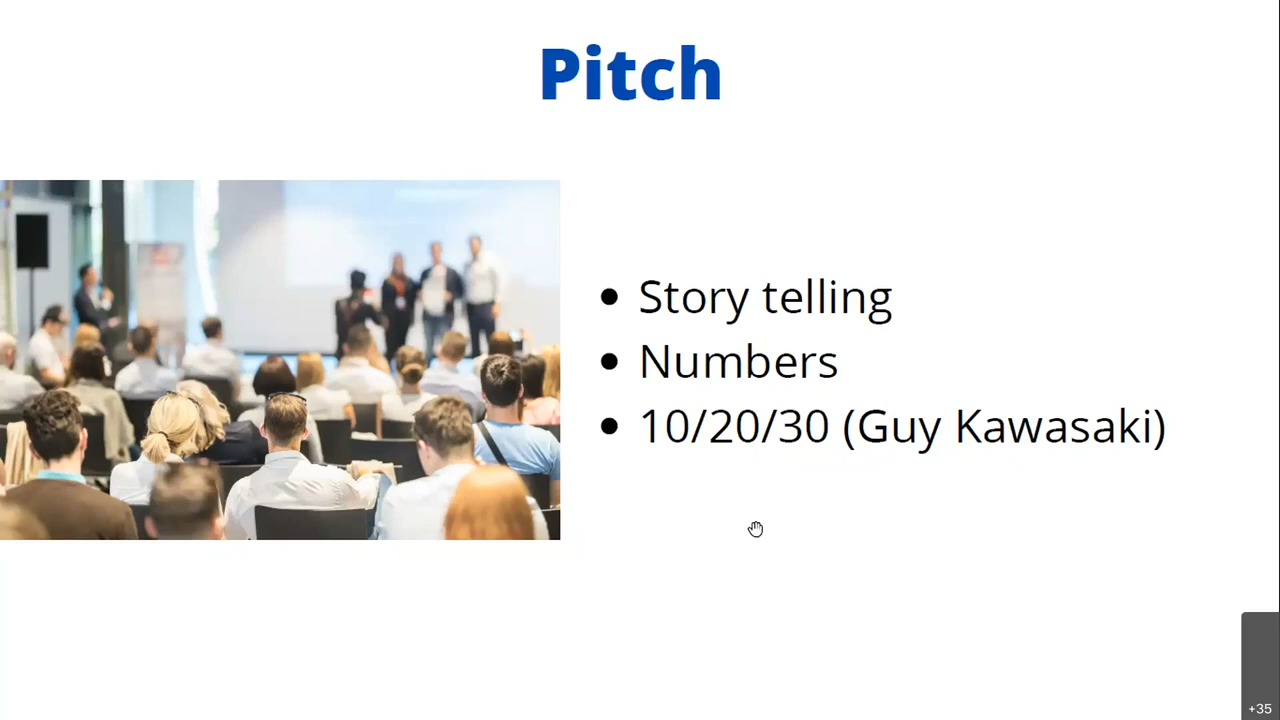 Pitch
• Story telling
• Numbers
• 10/20/30 (Guy Kawasaki)
+35